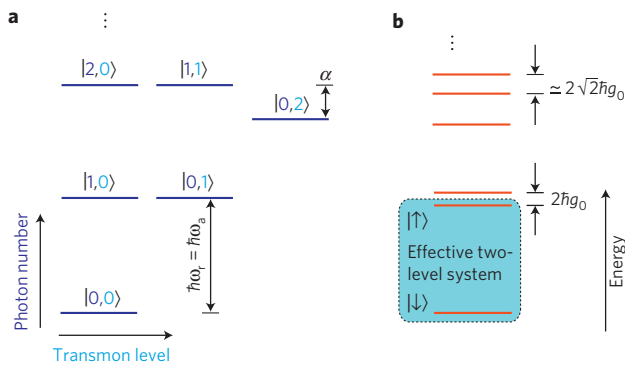 a
⋮
|2,0⟩ |1,1⟩ α
|0,2⟩
|1,0⟩ |0,1⟩
ħωr = ħωa
|0,0⟩
Photon number
Transmon level
b
⋮
≃ 2√2ħg0
2ħg0
|↑⟩
Effective two-
level system
|↓⟩
Energy